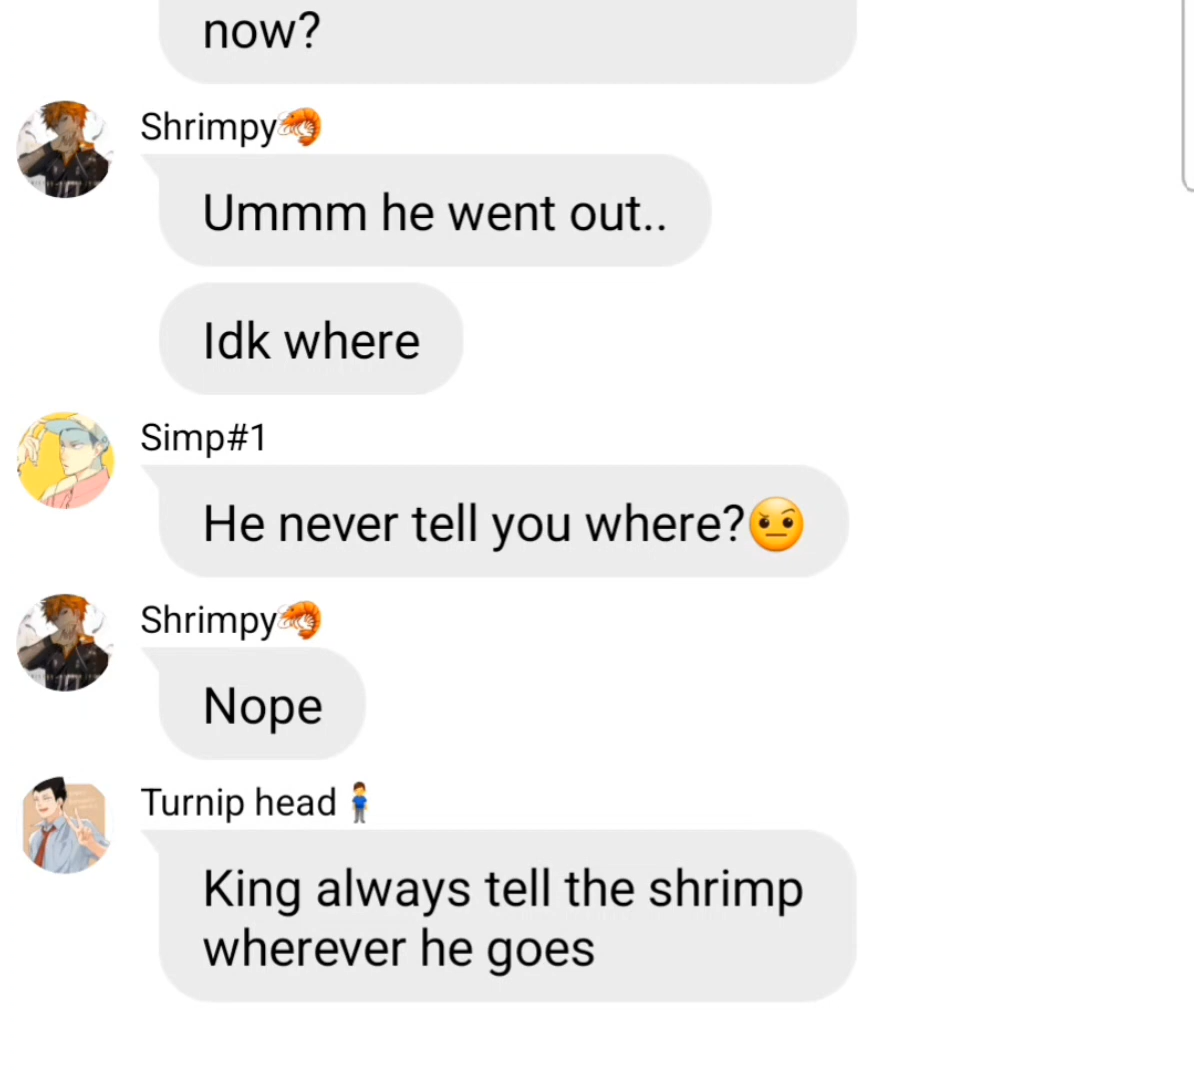 now?
Shrimpy🦐
Ummm he went out..
Idk where
Simp#1
He never tell you where?🤨
Shrimpy🦐
Nope
Turnip head🧍‍♂️
King always tell the shrimp
wherever he goes